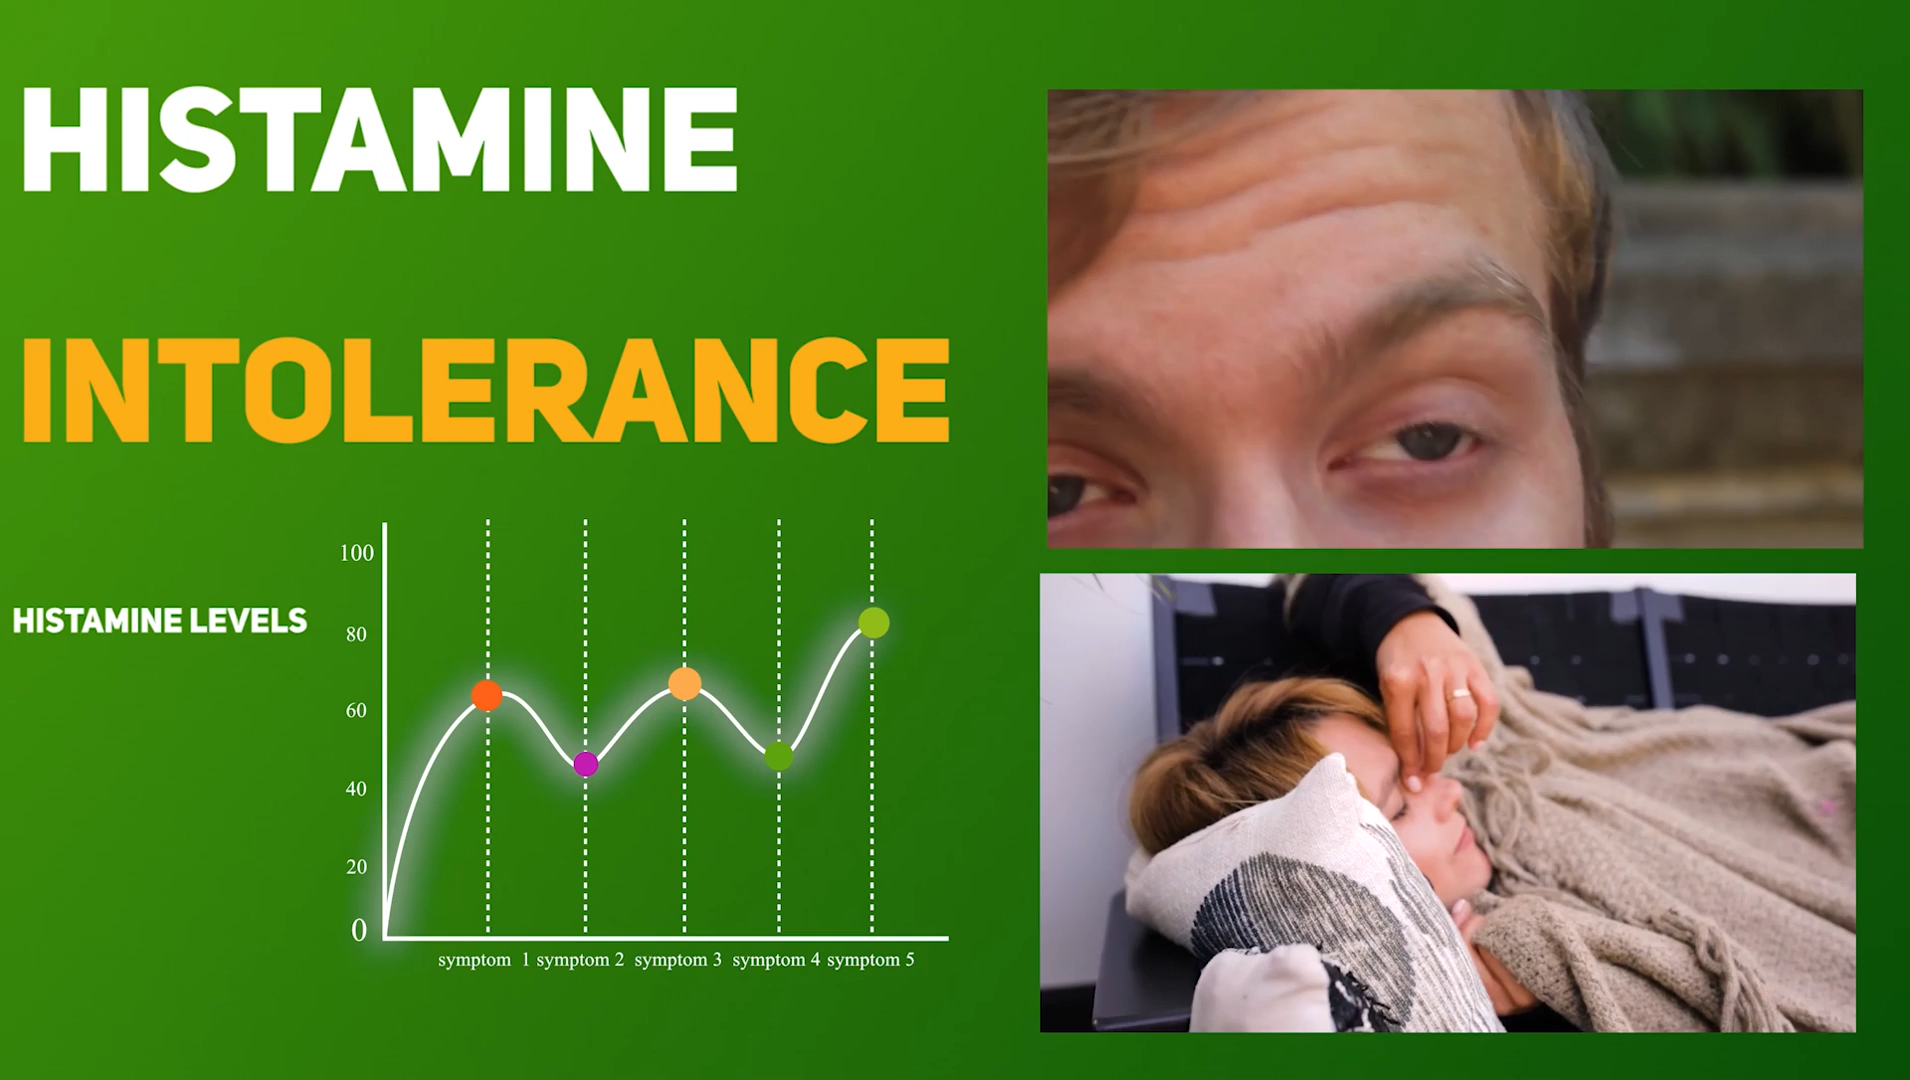 HISTAMINE
INTOLERANCE
HISTAMINE LEVELS
100
80
60
40
20
0
symptom 1 symptom 2 symptom 3 symptom 4 symptom 5